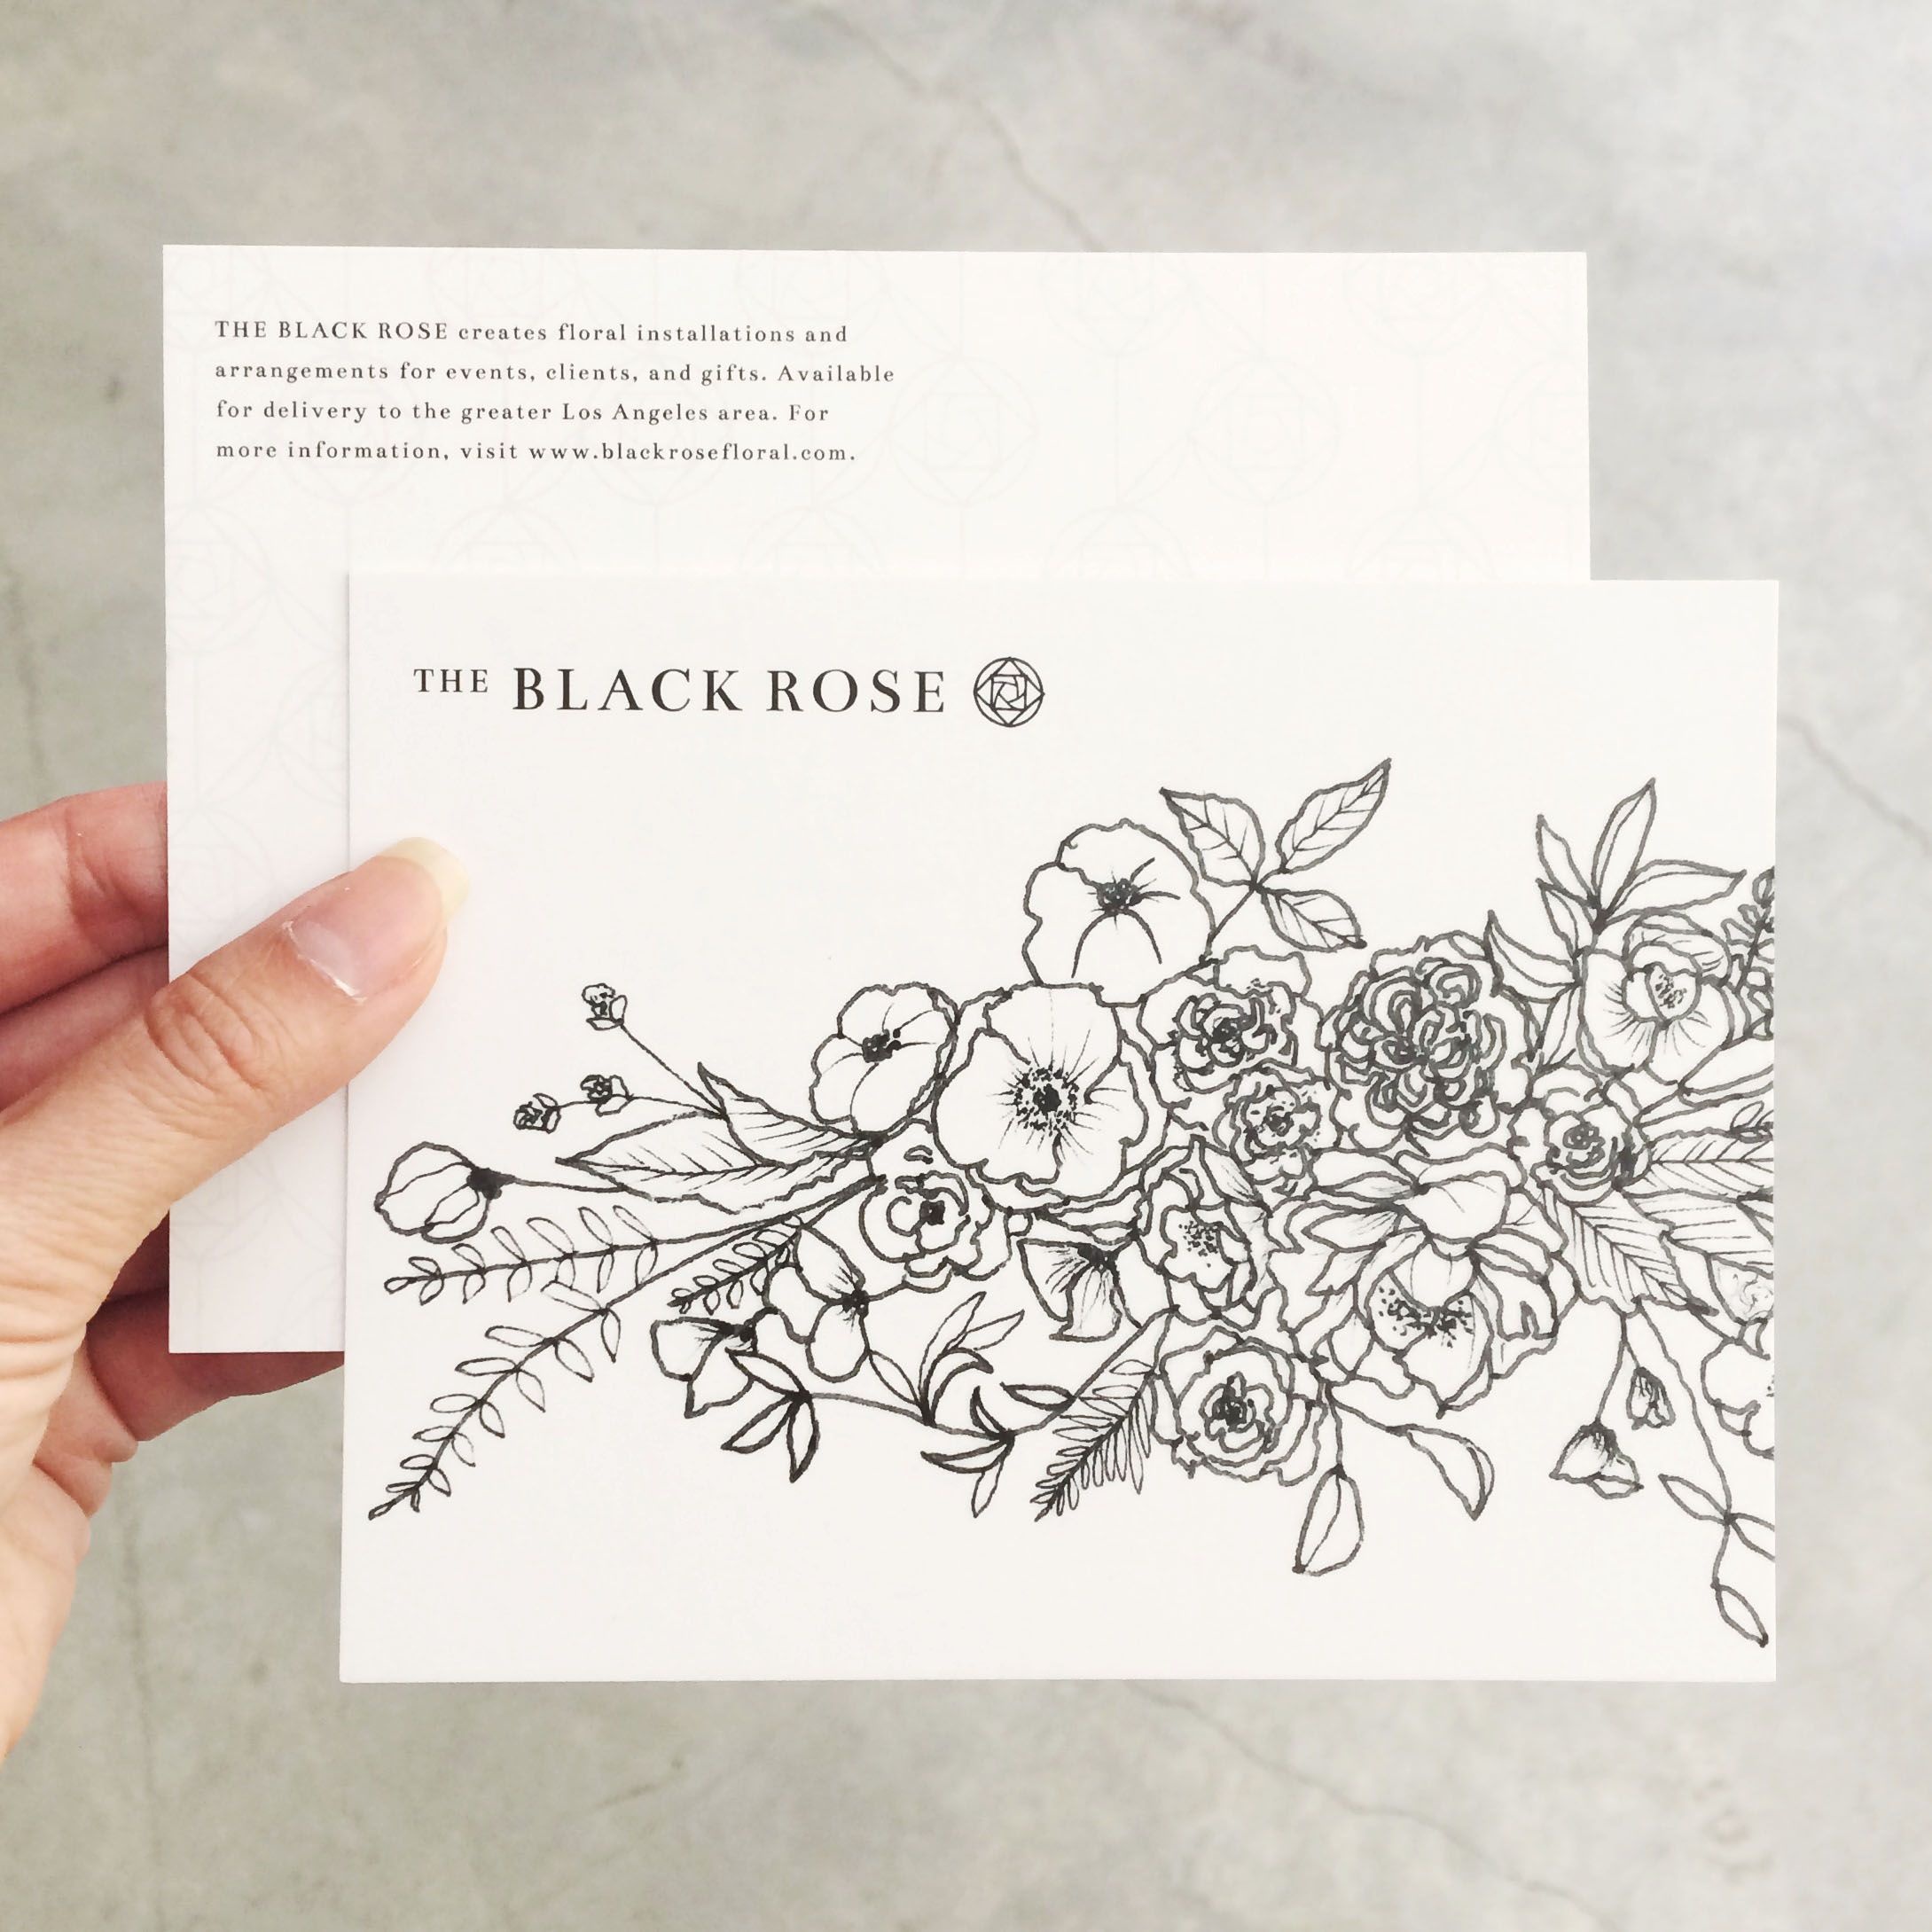 THE BLACK ROSE creates floral installations and
arrangements for events, clients, and gifts. Available
for delivery to the greater Los Angeles area. For
more information, visit www.blackrosefloral.com.
THE BLACK ROSE